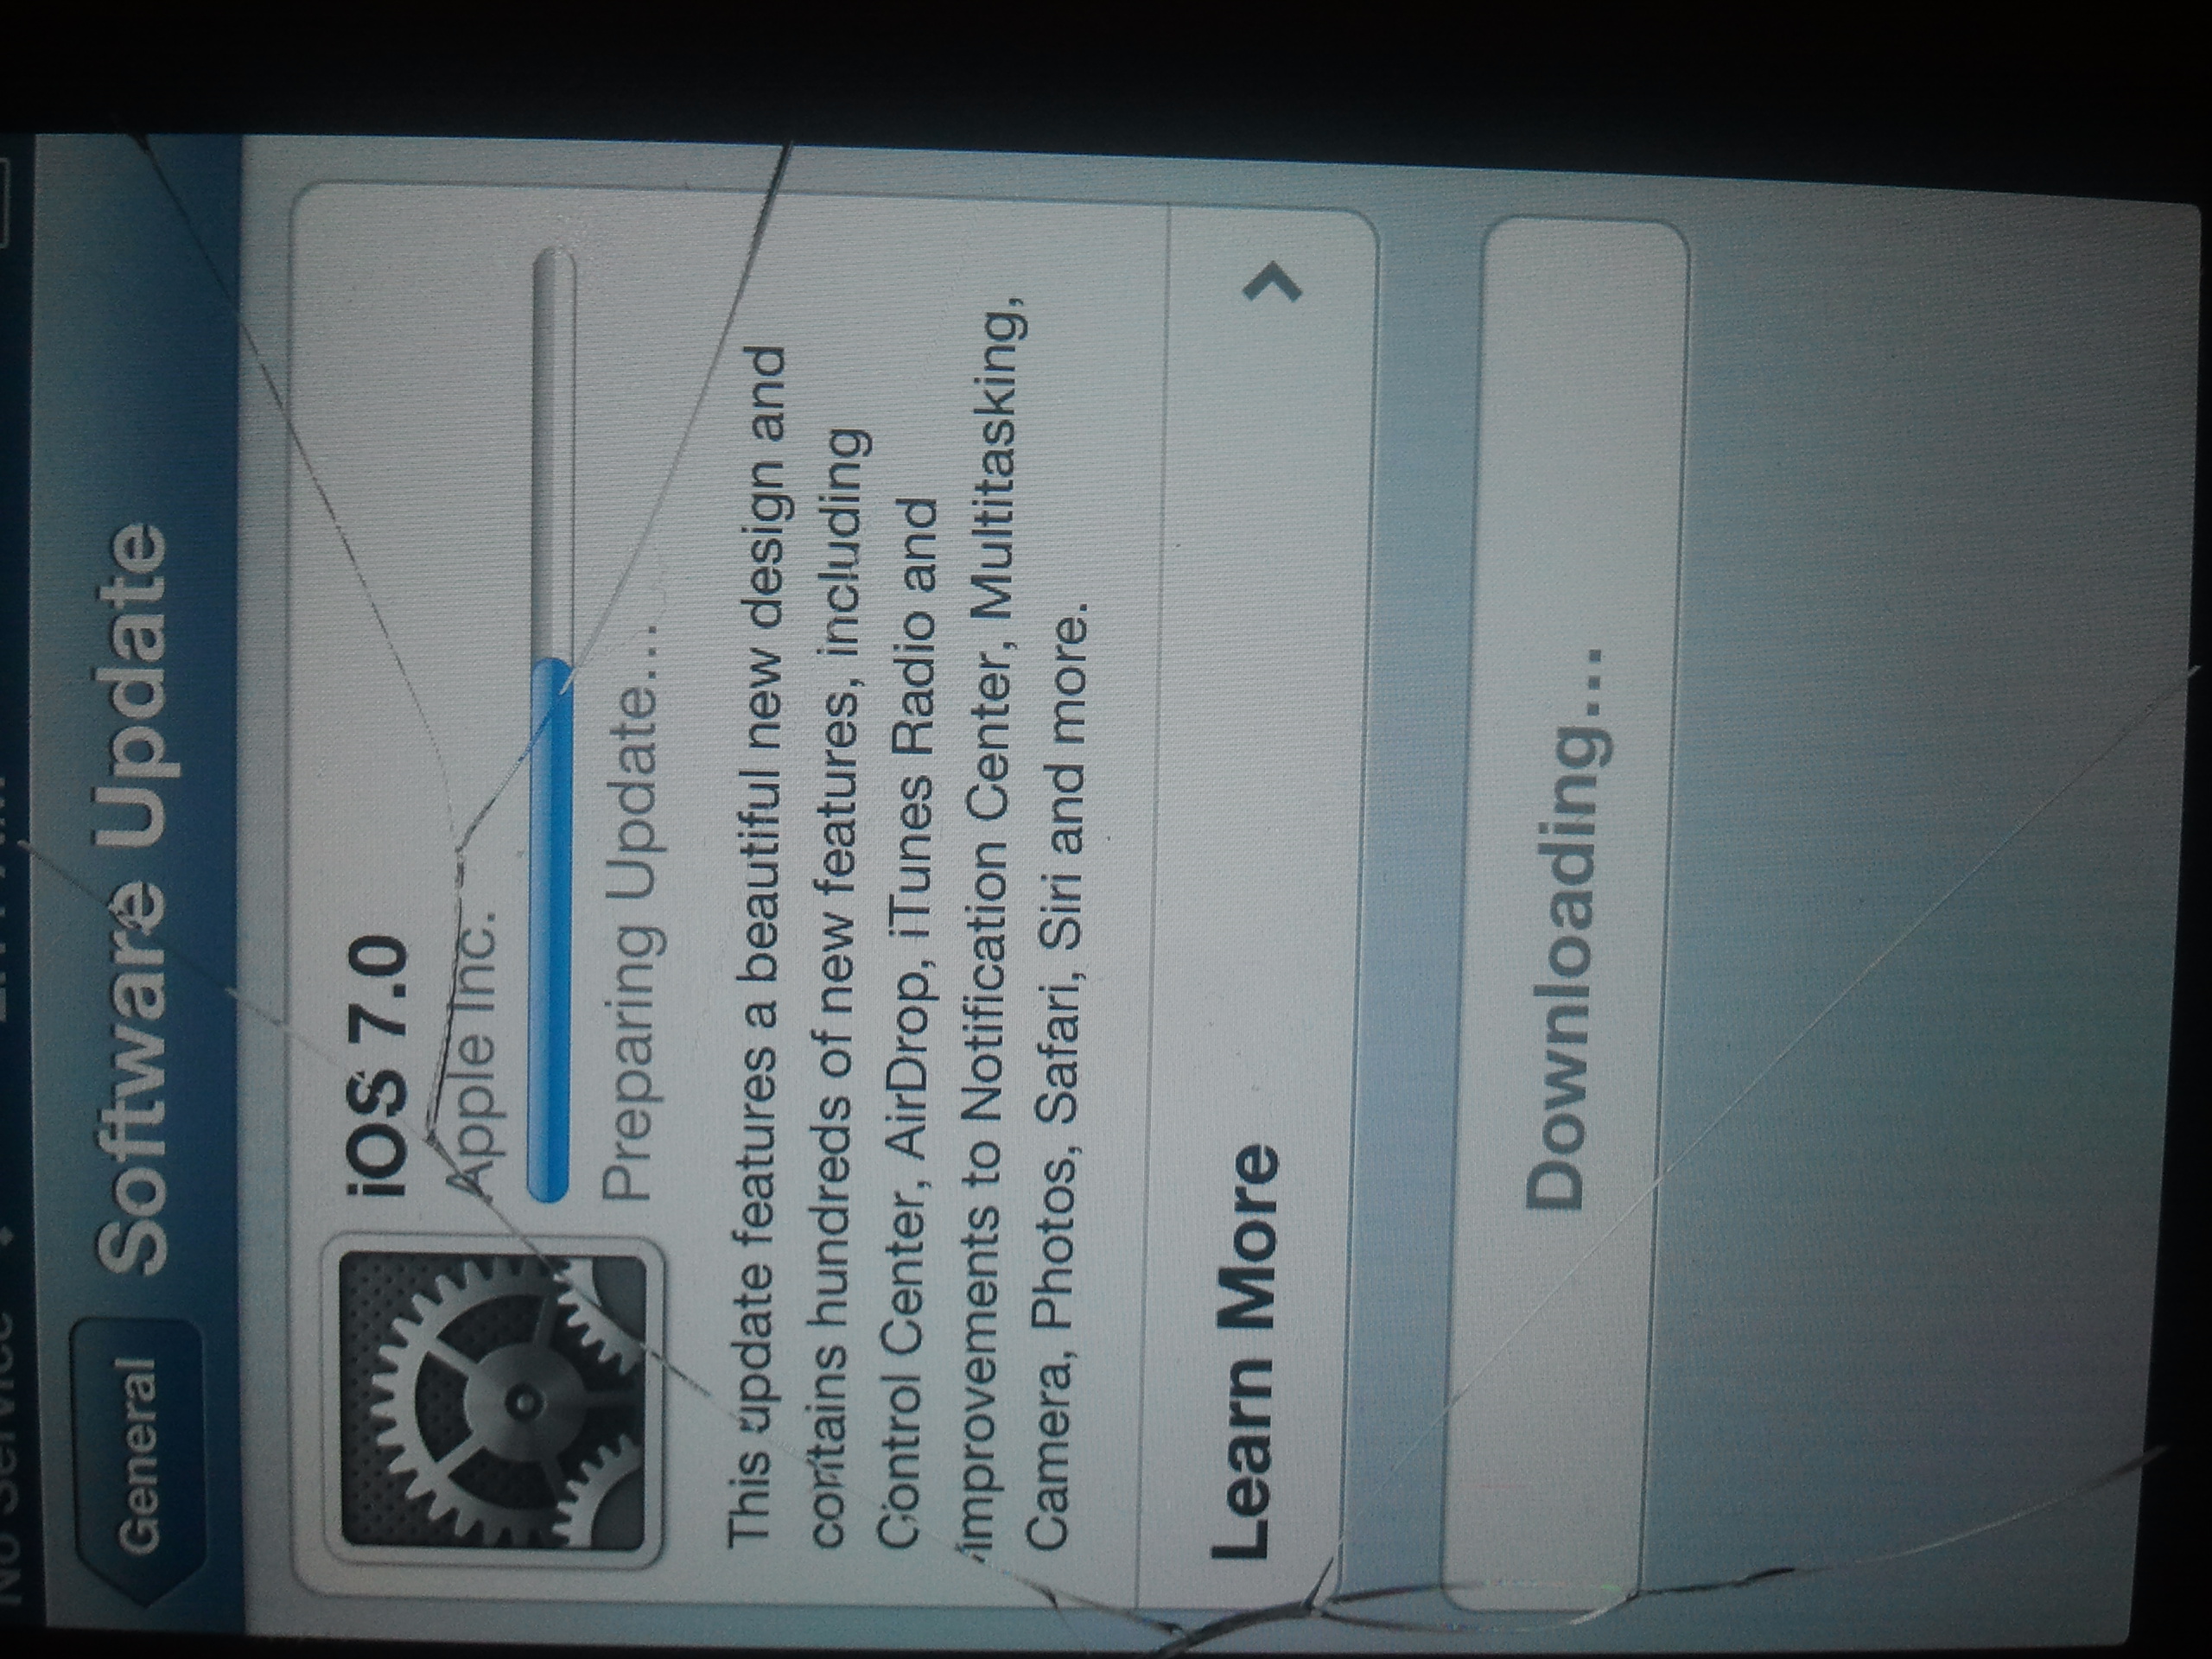 No Service
General
Software Update
iOS 7.0
Apple Inc.
Preparing Update...
This update features a beautiful new design and
contains hundreds of new features, including
Control Center, AirDrop, iTunes Radio and
improvements to Notification Center, Multitasking,
Camera, Photos, Safari, Siri and more.
Learn More
Downloading...